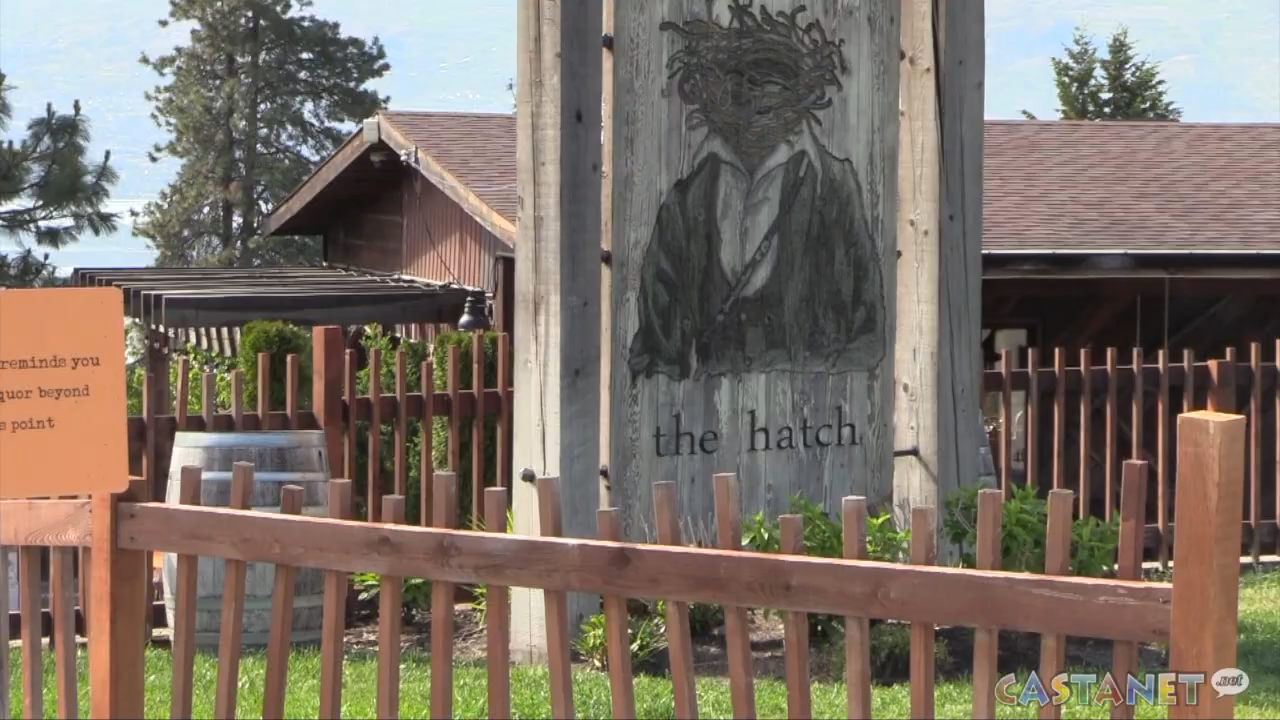 reminds you
quor beyond
s point
the hatch
CASTANET.net